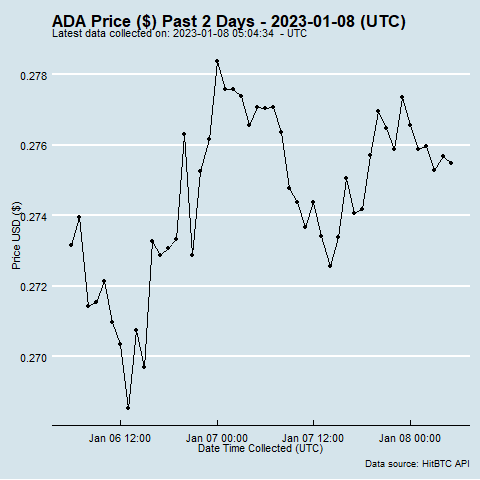 ADA Price ($) Past 2 Days - 2023-01-08 (UTC)
Latest data collected on: 2023-01-08 05:04:34 - UTC
0.278
0.276
0.274
0.272
0.270
Price USD ($)
Jan 06 12:00
Jan 07 00:00
Jan 07 12:00
Jan 08 00:00
Date Time Collected (UTC)
Data source: HitBTC API